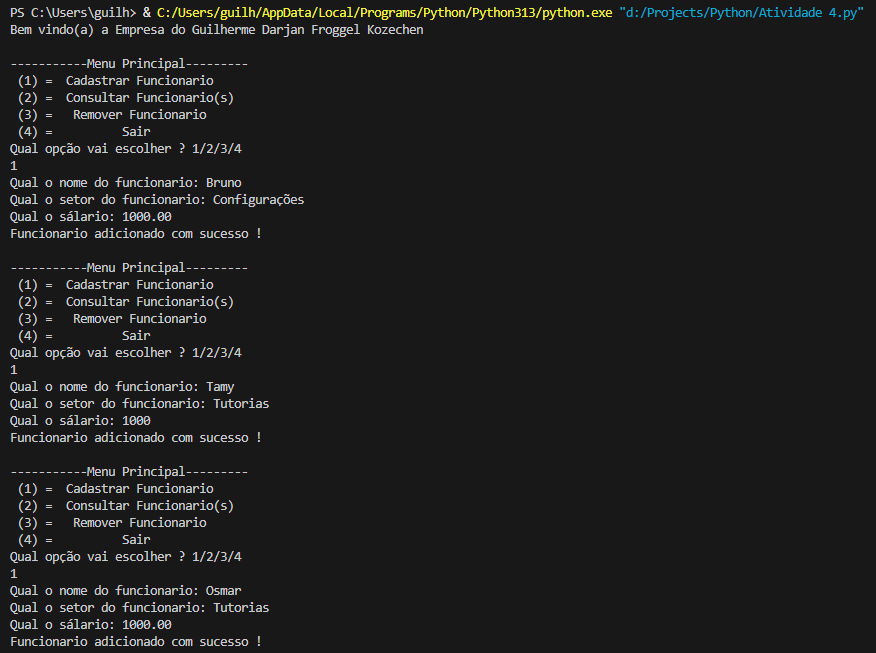 PS C:\Users\guilh> & C:/Users/guilh/AppData/Local/Programs/Python/Python313/python.exe "d:/Projects/Python/Atividade 4.py"
Bem vindo(a) a Empresa do Guilherme Darjan Froggel Kozechen

-----------Menu Principal---------
 (1) =  Cadastrar Funcionario
 (2) =  Consultar Funcionario(s)
 (3) =   Remover Funcionario
 (4) =          Sair
Qual opção vai escolher ? 1/2/3/4
1
Qual o nome do funcionario: Bruno
Qual o setor do funcionario: Configurações
Qual o sálario: 1000.00
Funcionario adicionado com sucesso !

-----------Menu Principal---------
 (1) =  Cadastrar Funcionario
 (2) =  Consultar Funcionario(s)
 (3) =   Remover Funcionario
 (4) =          Sair
Qual opção vai escolher ? 1/2/3/4
1
Qual o nome do funcionario: Tamy
Qual o setor do funcionario: Tutorias
Qual o sálario: 1000
Funcionario adicionado com sucesso !

-----------Menu Principal---------
 (1) =  Cadastrar Funcionario
 (2) =  Consultar Funcionario(s)
 (3) =   Remover Funcionario
 (4) =          Sair
Qual opção vai escolher ? 1/2/3/4
1
Qual o nome do funcionario: Osmar
Qual o setor do funcionario: Tutorias
Qual o sálario: 1000.00
Funcionario adicionado com sucesso !